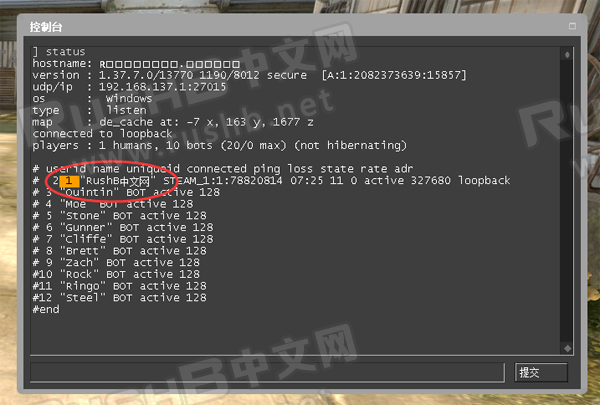 控制台
] status
hostname: R□□□□□□□□.□□□□□□
version : 1.37.7.0/13770 1190/8012 secure  [A:1:2082373639:15857]
udp/ip  : 192.168.137.1:27015
os      :  Windows
type    :  listen
map     : de_cache at: -7 x, 163 y, 1677 z
connected to loopback
players : 1 humans, 10 bots (20/0 max) (not hibernating)
# userid name uniqueid connected ping loss state rate adr
# 2 1 "RushB中文网" STEAM_1:1:78820814 07:25 11 0 active 327680 loopback
# 3 "Quintin" BOT active 128
# 4 "Moe" BOT active 128
# 5 "Stone" BOT active 128
# 6 "Gunner" BOT active 128
# 7 "Cliffe" BOT active 128
# 8 "Brett" BOT active 128
# 9 "Zach" BOT active 128
#10 "Rock" BOT active 128
#11 "Ringo" BOT active 128
#12 "Steel" BOT active 128
#end
提交
RushB中文网
www.rushb.net